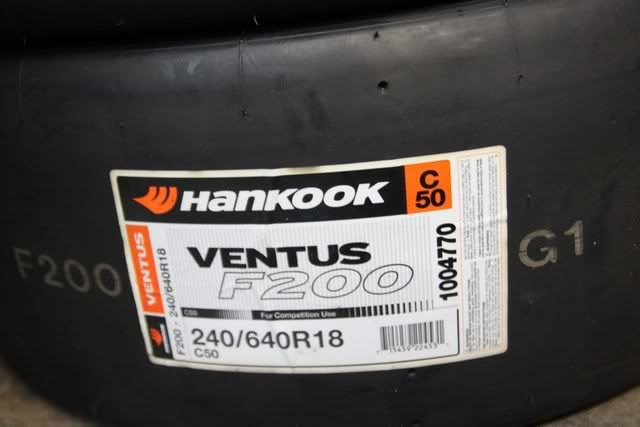 HANKOOK
C
50
VENTUS
F200
C50
For Competition Use
240/640R18
C50
1004770
VENTUS
F200 - 240/640R18
F200
G1